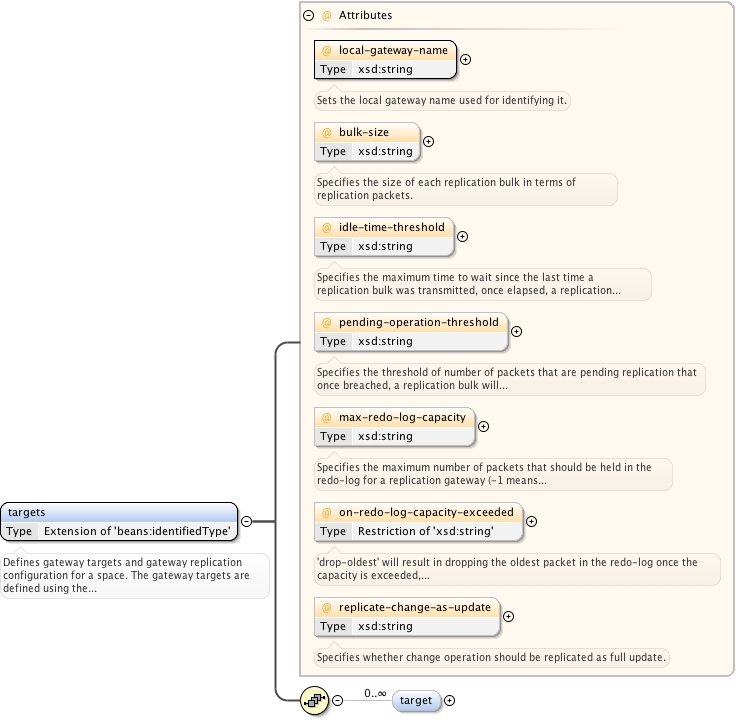 @ Attributes
@ local-gateway-name
Type xsd:string
Sets the local gateway name used for identifying it.
@ bulk-size
Type xsd:string
Specifies the size of each replication bulk in terms of
replication packets.
@ idle-time-threshold
Type xsd:string
Specifies the maximum time to wait since the last time a
replication bulk was transmitted, once elapsed, a replication...
@ pending-operation-threshold
Type xsd:string
Specifies the threshold of number of packets that are pending replication that
once breached, a replication bulk will...
@ max-redo-log-capacity
Type xsd:string
Specifies the maximum number of packets that should be held in the
redo-log for a replication gateway (-1 means...
@ on-redo-log-capacity-exceeded
Type Restriction of 'xsd:string'
'drop-oldest' will result in dropping the oldest packet in the redo-log once the
capacity is exceeded,...
@ replicate-change-as-update
Type xsd:string
Specifies whether change operation should be replicated as full update.
targets
Type Extension of 'beans:identifiedType'
Defines gateway targets and gateway replication
configuration for a space. The gateway targets are
defined using the...
0..∞
target